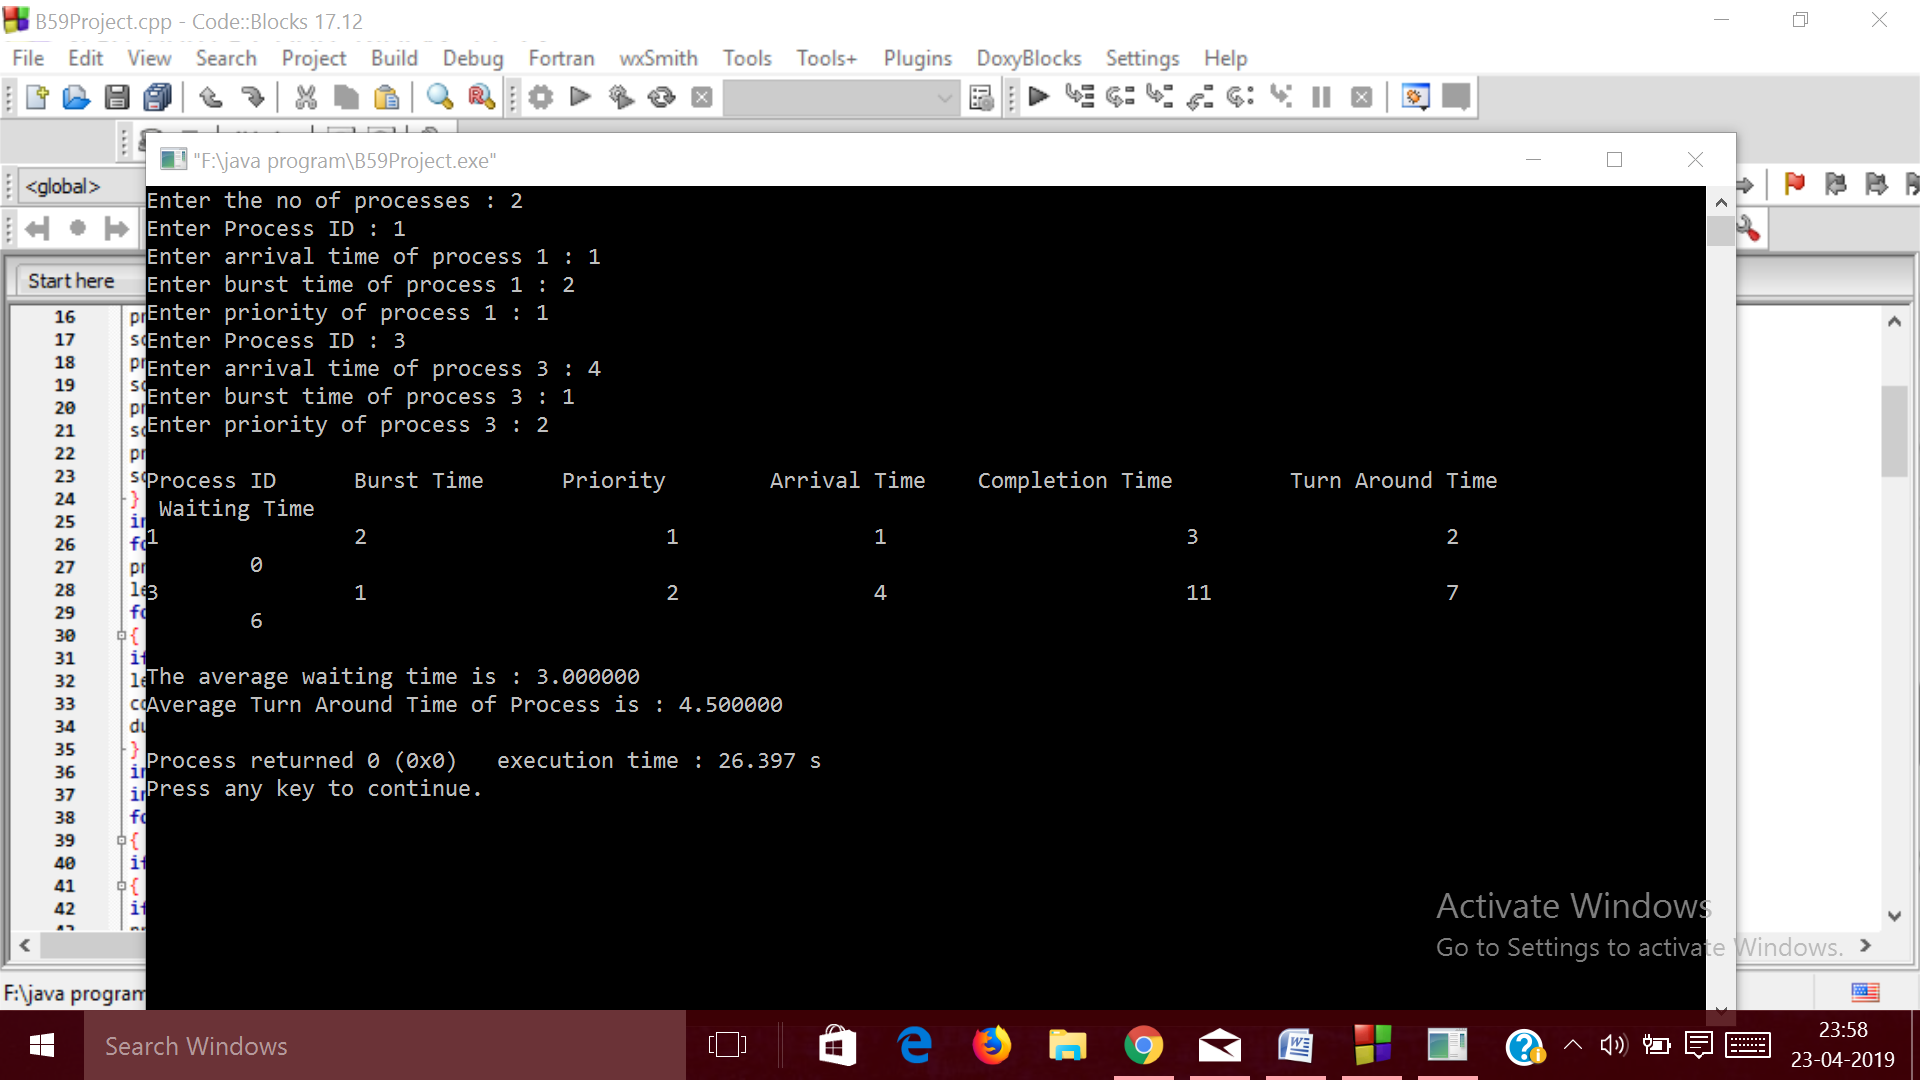 B59Project.cpp - Code::Blocks 17.12
File Edit View Search Project Build Debug Fortran wxSmith Tools Tools+ Plugins DoxyBlocks Settings Help
"F:\java program\B59Project.exe"
<global>
Start here
Enter the no of processes : 2
Enter Process ID : 1
Enter arrival time of process 1 : 1
Enter burst time of process 1 : 2
Enter priority of process 1 : 1
Enter Process ID : 3
Enter arrival time of process 3 : 4
Enter burst time of process 3 : 1
Enter priority of process 3 : 2
Process ID Burst Time Priority Arrival Time Completion Time Turn Around Time
Waiting Time
1 2 1 1 3 2
0
3 1 2 4 11 7
6
The average waiting time is : 3.000000
Average Turn Around Time of Process is : 4.500000
Process returned 0 (0x0) execution time : 26.397 s
Press any key to continue.
16
17
18
19
20
21
22
23
24 }
25
26
27
28
29
30 {
31
32
33
34
35 }
36
37
38
39 {
40
41 {
42
Activate Windows
Go to Settings to activate Windows.
F:\java program
Search Windows
23:58
23-04-2019